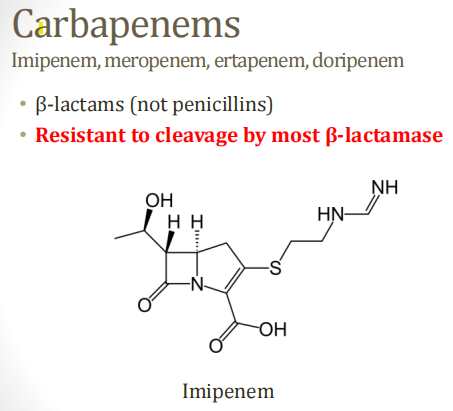 Carbapenems
Imipenem, meropenem, ertapenem, doripenem
• β-lactams (not penicillins)
• Resistant to cleavage by most β-lactamase
NH
OH
HN
H H
S
N
O
OH
O
Imipenem